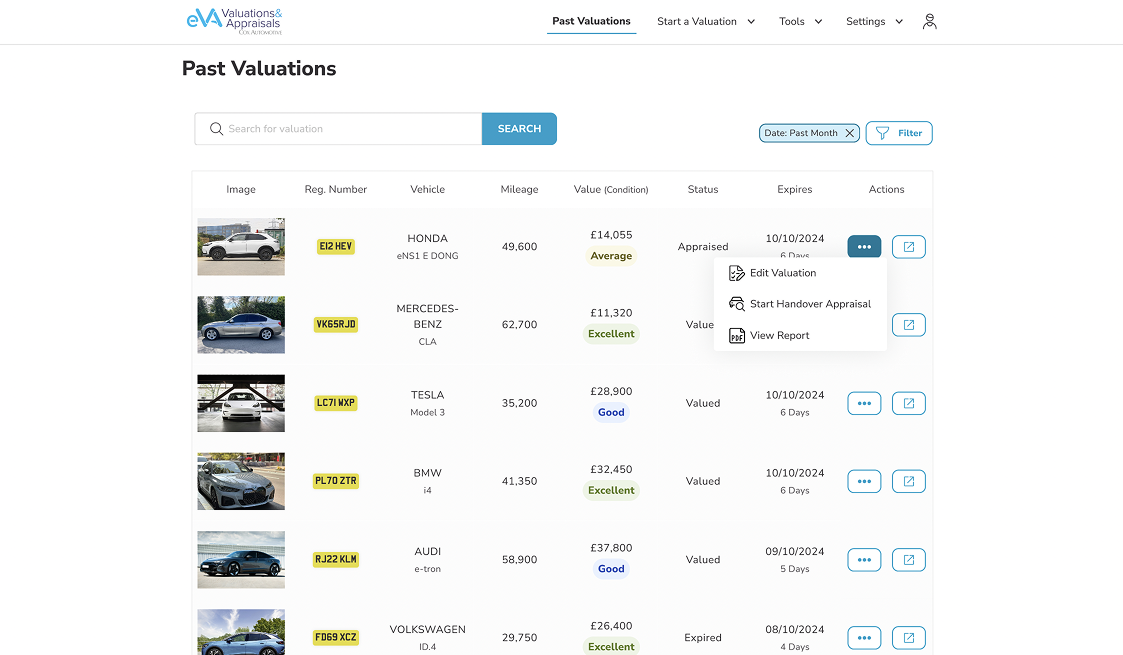 eVA Valuations& Appraisals
COX AUTOMOTIVE
Past Valuations
Start a Valuation
Tools
Settings
Past Valuations
Search for valuation
SEARCH
Date: Past Month
Filter
Image
Reg. Number
Vehicle
Mileage
Value (Condition)
Status
Expires
Actions
E12 HEV
HONDA
eNS1 E DONG
49,600
£14,055
Average
Appraised
10/10/2024
6 Days
Edit Valuation
Start Handover Appraisal
View Report
VK65RJD
MERCEDES-
BENZ
CLA
62,700
£11,320
Excellent
Value
LC71 WXP
TESLA
Model 3
35,200
£28,900
Good
Valued
10/10/2024
6 Days
PL70 ZTR
BMW
i4
41,350
£32,450
Excellent
Valued
10/10/2024
6 Days
RJ22 KLM
AUDI
e-tron
58,900
£37,800
Good
Valued
09/10/2024
5 Days
FD69 XCZ
VOLKSWAGEN
ID.4
29,750
£26,400
Excellent
Expired
08/10/2024
4 Days